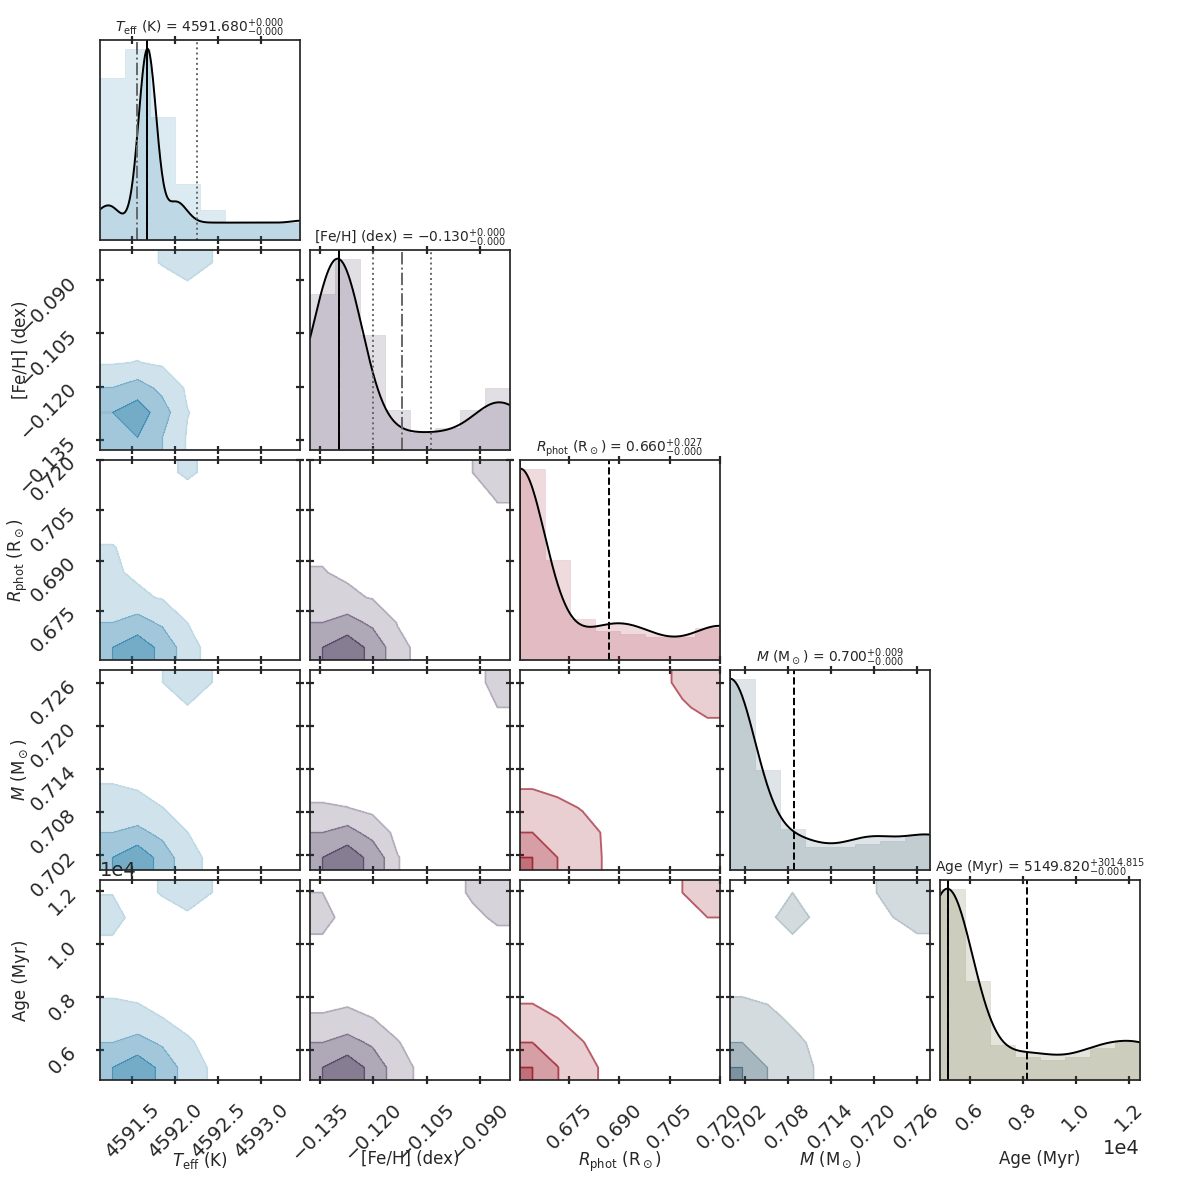 T_eff (K) = 4591.680^{+0.000}_{−0.000}
[Fe/H] (dex) = −0.130^{+0.000}_{−0.000}
−0.090
−0.105
−0.120
−0.135
[Fe/H] (dex)
R_phot (R_⊙) = 0.660^{+0.027}_{−0.000}
0.720
0.705
0.690
0.675
R_phot (R_⊙)
M (M_⊙) = 0.700^{+0.009}_{−0.000}
0.726
0.720
0.714
0.708
0.702
M (M_⊙)
1e4
Age (Myr) = 5149.820^{+3014.815}_{−0.000}
1.2
1.0
0.8
0.6
Age (Myr)
4591.5 4592.0 4592.5 4593.0
−0.135 −0.120 −0.105 −0.090
0.675 0.690 0.705 0.720
0.702 0.708 0.714 0.720 0.726
0.6 0.8 1.0 1.2
1e4
T_eff (K) [Fe/H] (dex) R_phot (R_⊙) M (M_⊙) Age (Myr)